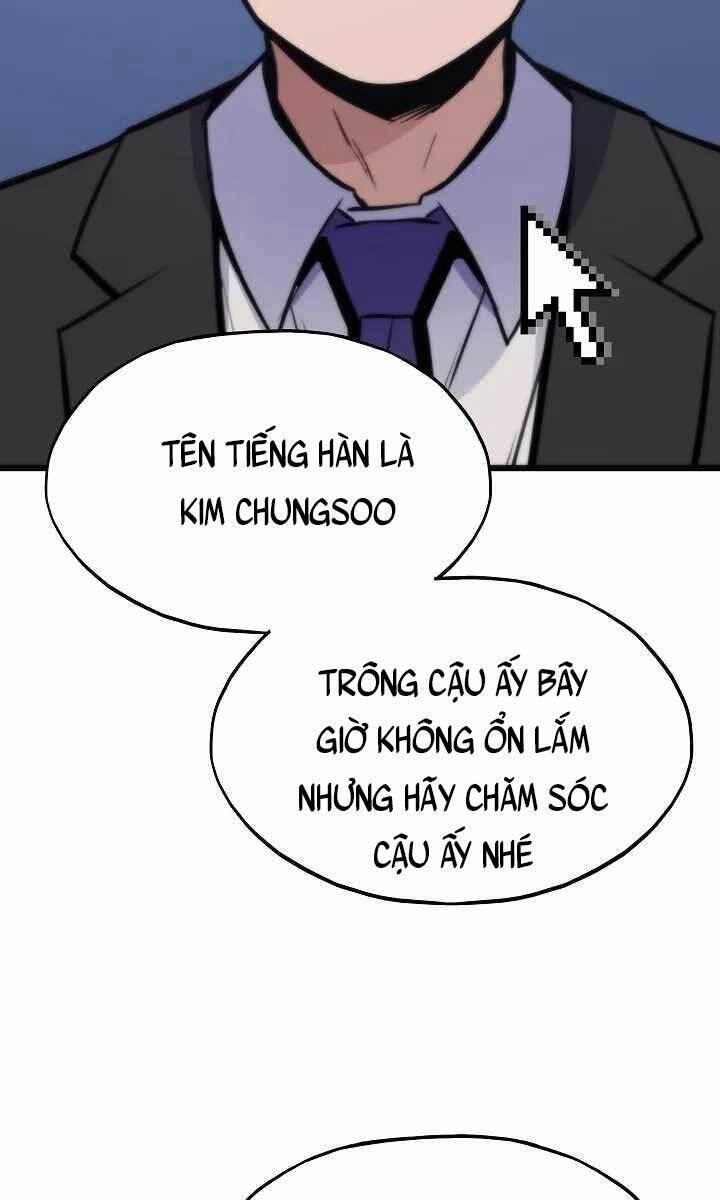 TÊN TIẾNG HÀN LÀ
KIM CHUNGSOO
TRÔNG CẬU ẤY BÂY
GIỜ KHÔNG ỔN LẮM
NHƯNG HÃY CHĂM SÓC
CẬU ẤY NHÉ